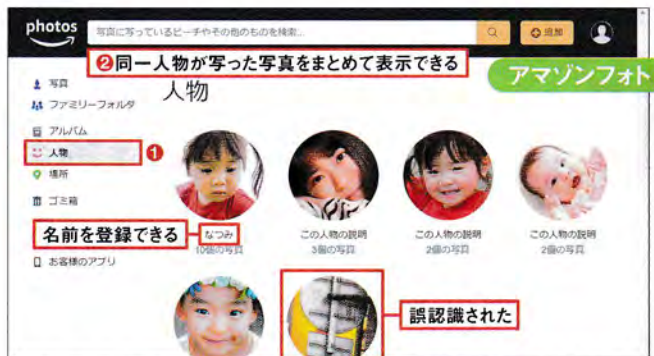 photos
写真に写っているビーチやその他のものを検索...
追加
❷同一人物が写った写真をまとめて表示できる
アマゾンフォト
写真
人物
ファミリーフォルダ
アルバム
人物
❶
場所
ゴミ箱
名前を登録できる
なつみ
この人物の説明
この人物の説明
この人物の説明
10個の写真
3個の写真
2個の写真
2個の写真
お客様のアプリ
誤認識された